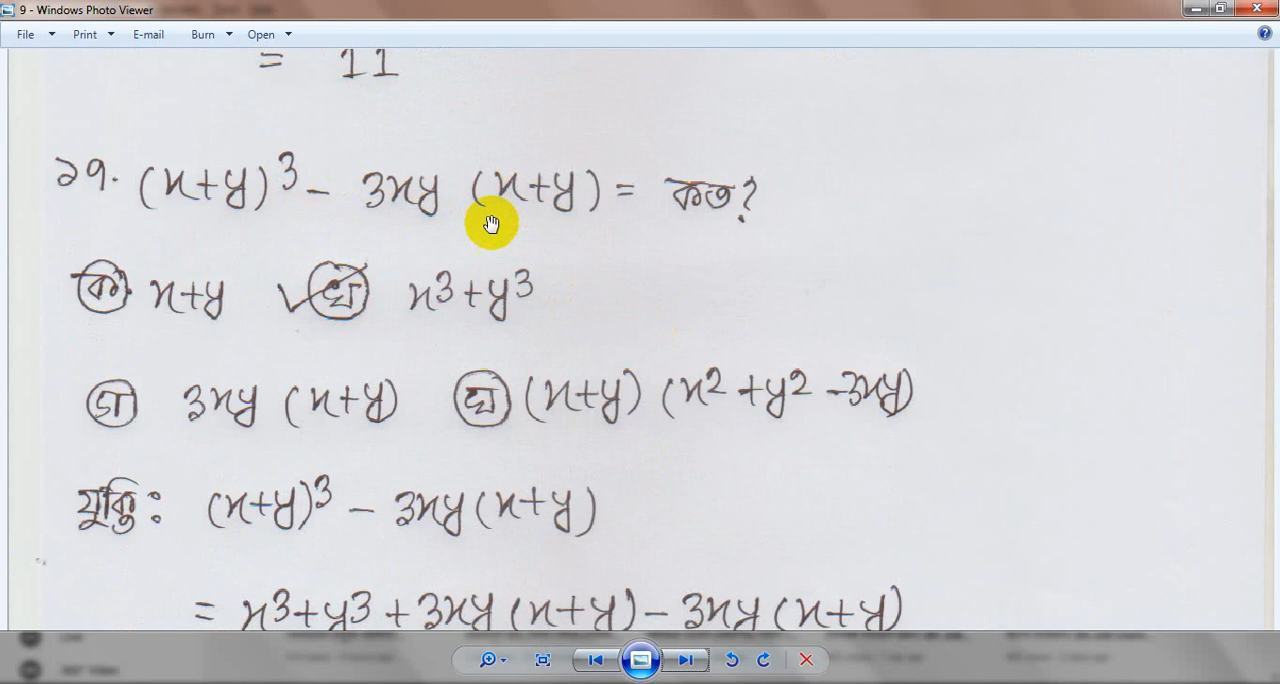 9 - Windows Photo Viewer
File Print E-mail Burn Open
= 11
২৭. (x+y)³ - 3xy (x+y) = কত?
ক x+y ✓খ x³+y³
গ 3xy (x+y) ঘ (x+y) (x²+y²-3xy)
যুক্তি: (x+y)³ - 3xy(x+y)
= x³+y³+3xy(x+y)-3xy(x+y)